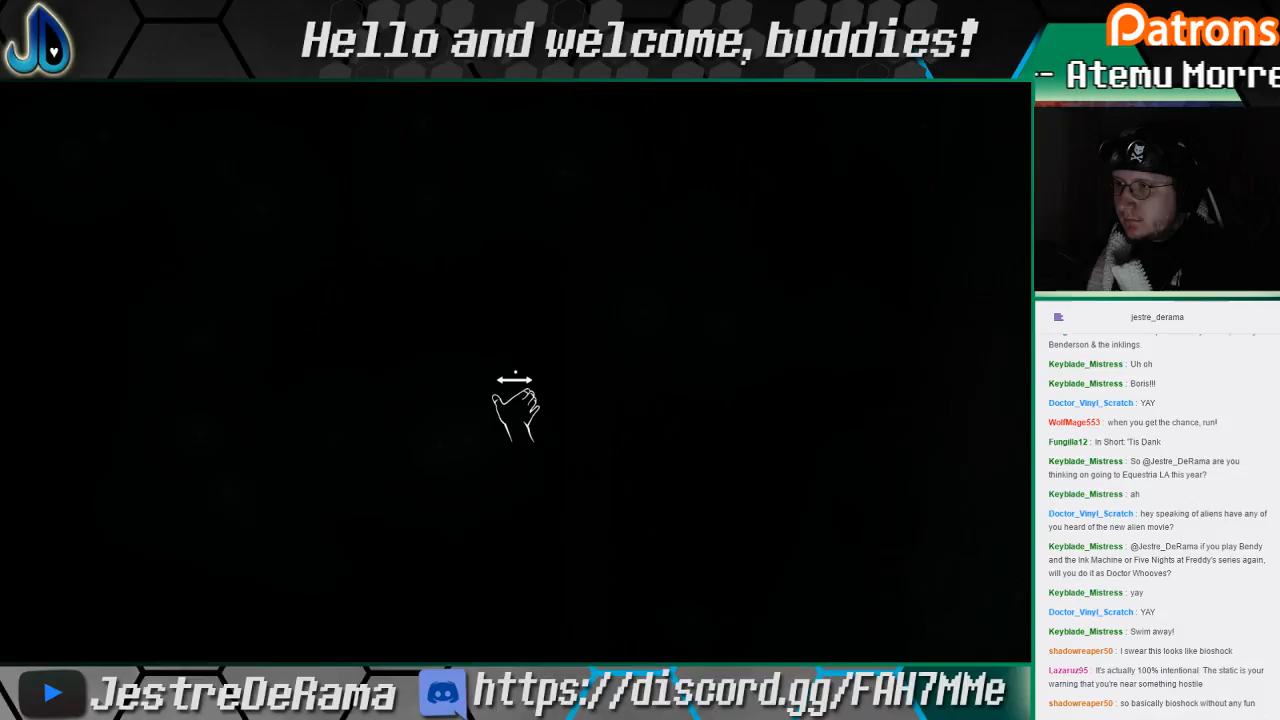 JD
Hello and welcome, buddies!
Patrons
- Atemu Morre
jestre_derama
Benderson & the inklings.
Keyblade_Mistress : Uh oh
Keyblade_Mistress : Boris!!!
Doctor_Vinyl_Scratch : YAY
WolfMage553 : when you get the chance, run!
Fungilla12 : In Short: 'Tis Dank
Keyblade_Mistress : So @Jestre_DeRama are you
thinking on going to Equestria LA this year?
Keyblade_Mistress : ah
Doctor_Vinyl_Scratch : hey speaking of aliens have any of
you heard of the new alien movie?
Keyblade_Mistress : @Jestre_DeRama if you play Bendy
and the Ink Machine or Five Nights at Freddy's series again,
will you do it as Doctor Whooves?
Keyblade_Mistress : yay
Doctor_Vinyl_Scratch : YAY
Keyblade_Mistress : Swim away!
shadowreaper50 : I swear this looks like bioshock
Lazaruz95 : It's actually 100% intentional. The static is your
warning that you're near something hostile
shadowreaper50 : so basically bioshock without any fun
JestreDeRama
https://discord.gg/FAH7MMe